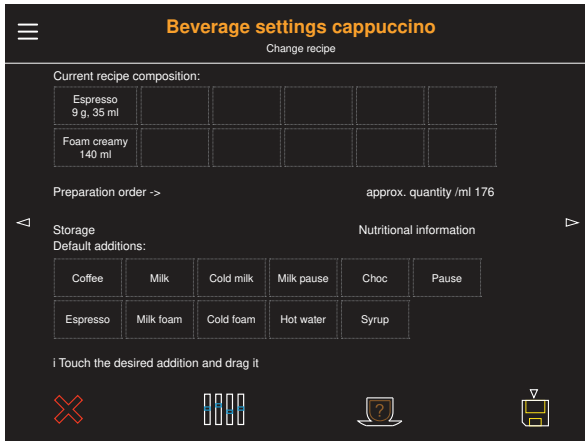 Beverage settings cappuccino
Change recipe
Current recipe composition:
Espresso
9 g, 35 ml
Foam creamy
140 ml
Preparation order -> approx. quantity /ml 176
Storage Nutritional information
Default additions:
Coffee Milk Cold milk Milk pause Choc Pause
Espresso Milk foam Cold foam Hot water Syrup
i Touch the desired addition and drag it
?